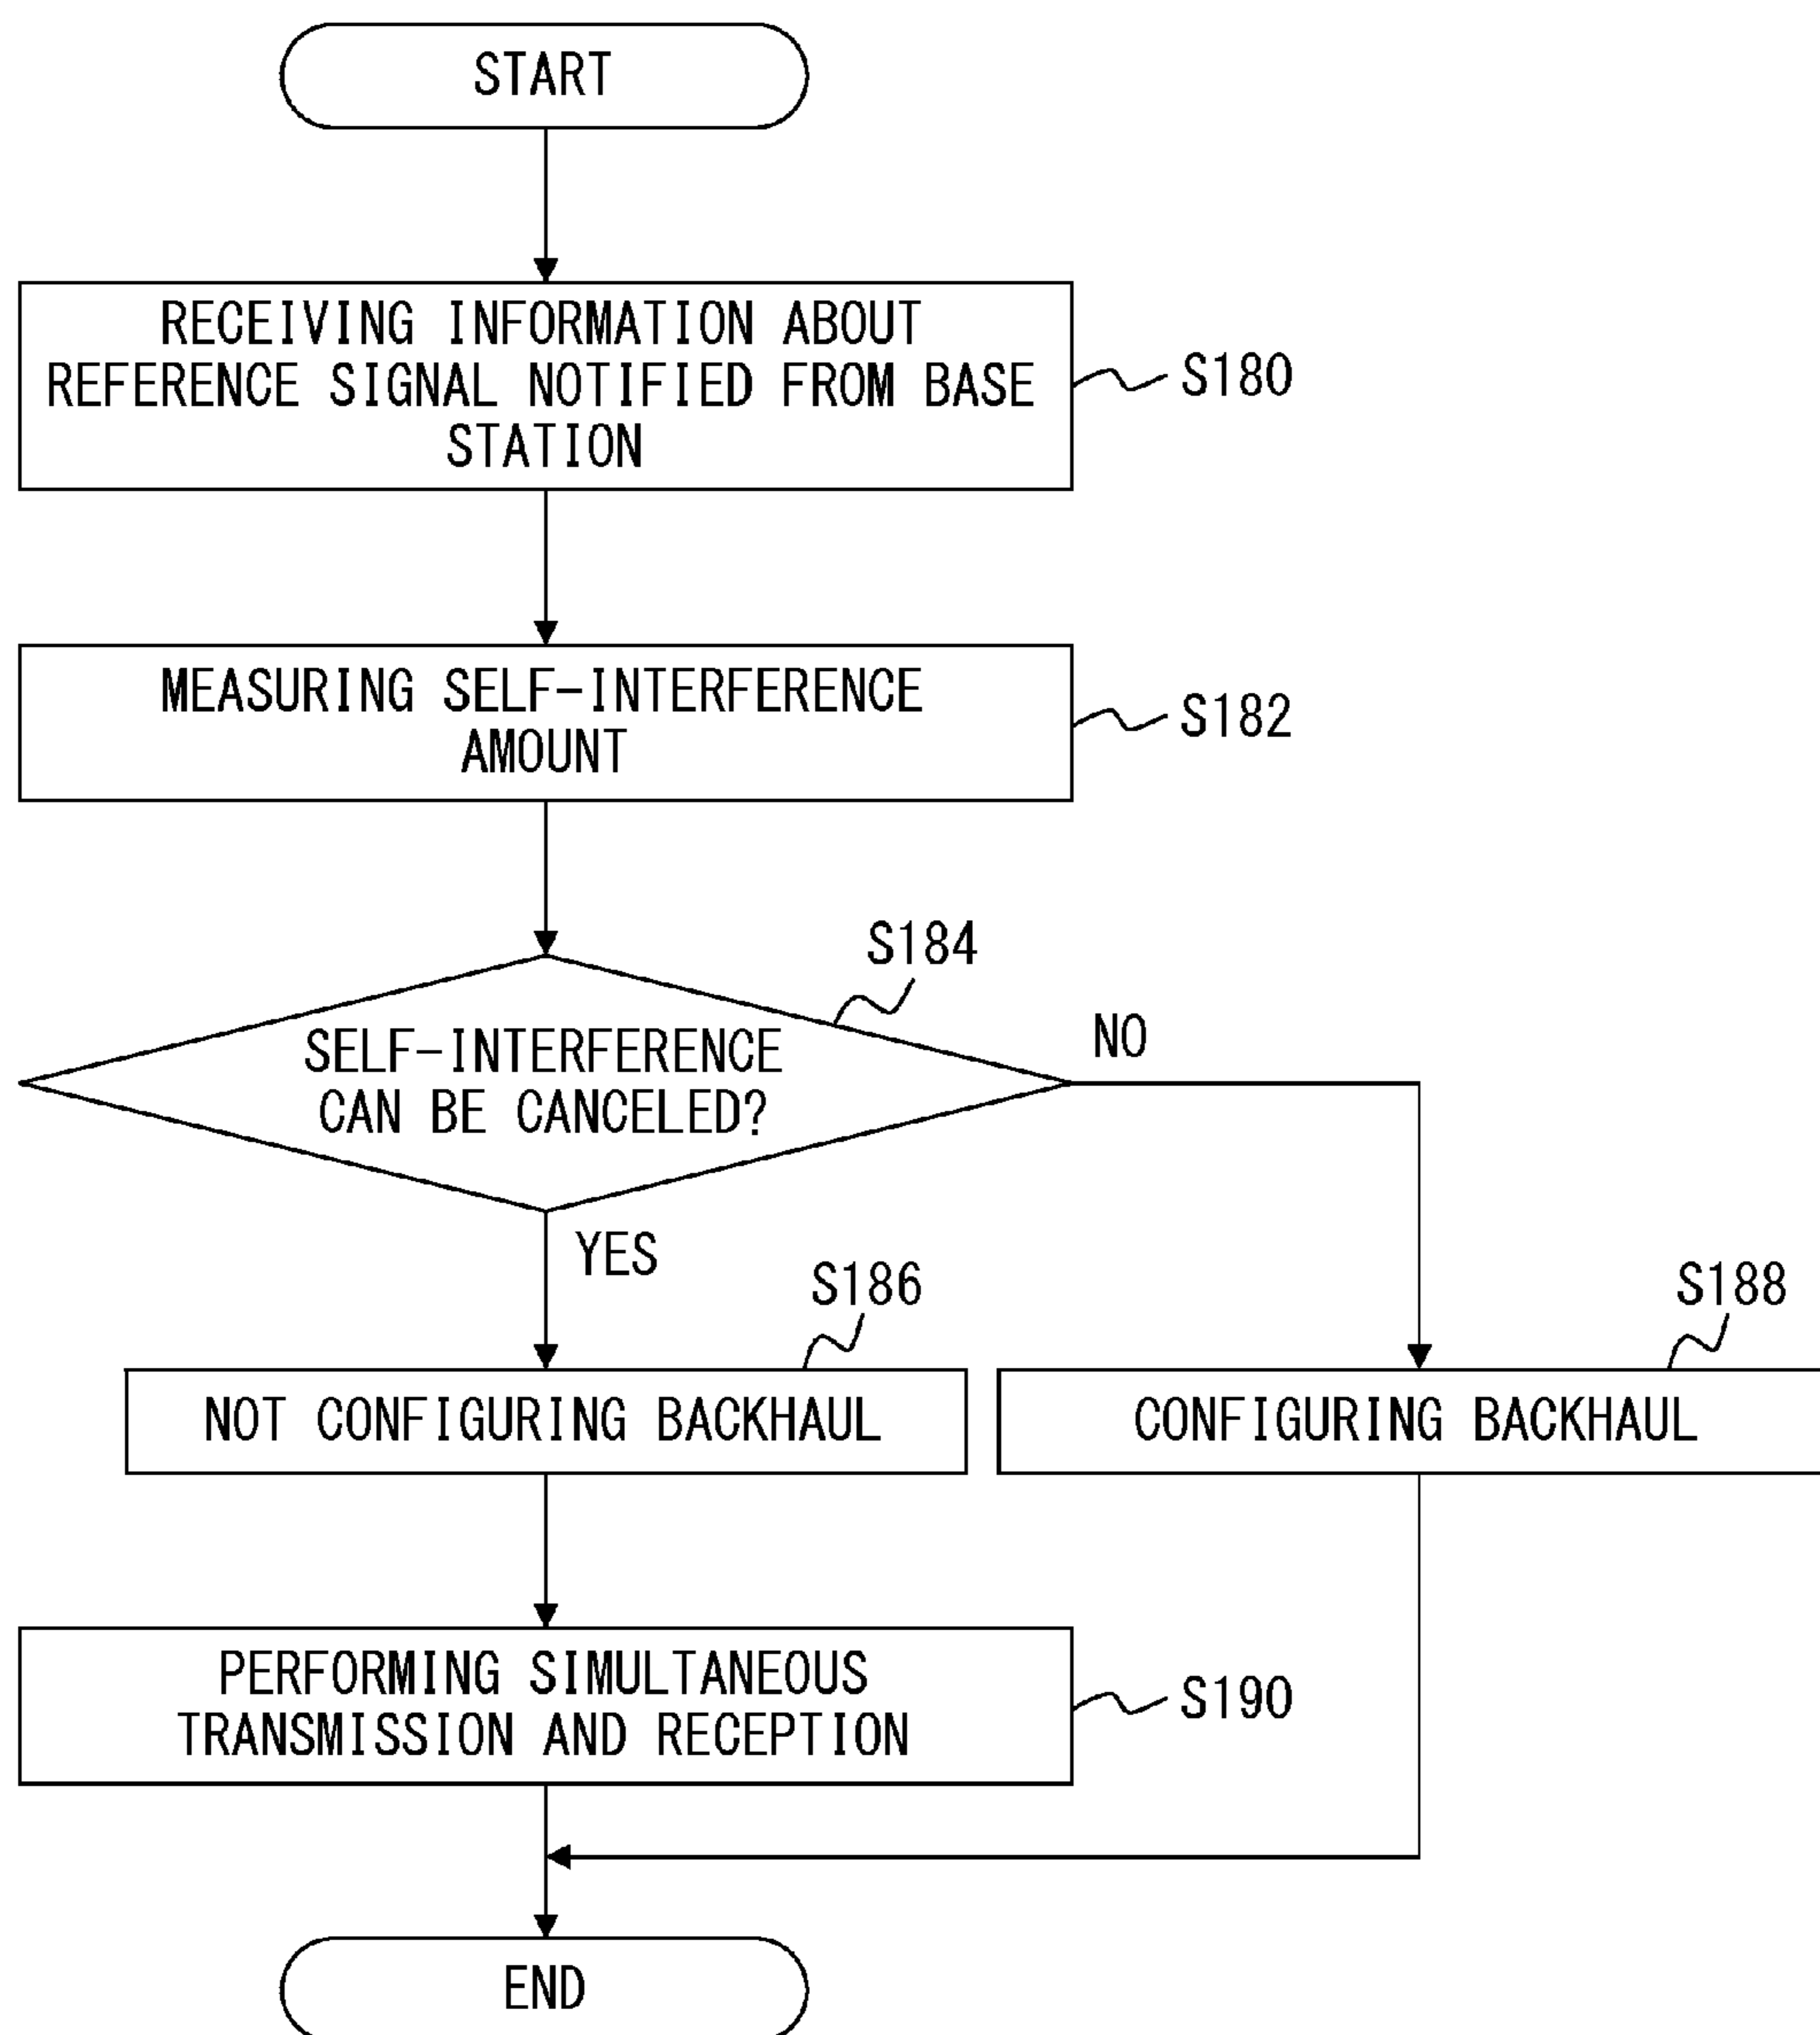 START
RECEIVING INFORMATION ABOUT
REFERENCE SIGNAL NOTIFIED FROM BASE
STATION
S180
MEASURING SELF-INTERFERENCE
AMOUNT
S182
S184
SELF-INTERFERENCE
CAN BE CANCELED?
NO
YES
S186
S188
NOT CONFIGURING BACKHAUL
CONFIGURING BACKHAUL
PERFORMING SIMULTANEOUS
TRANSMISSION AND RECEPTION
S190
END